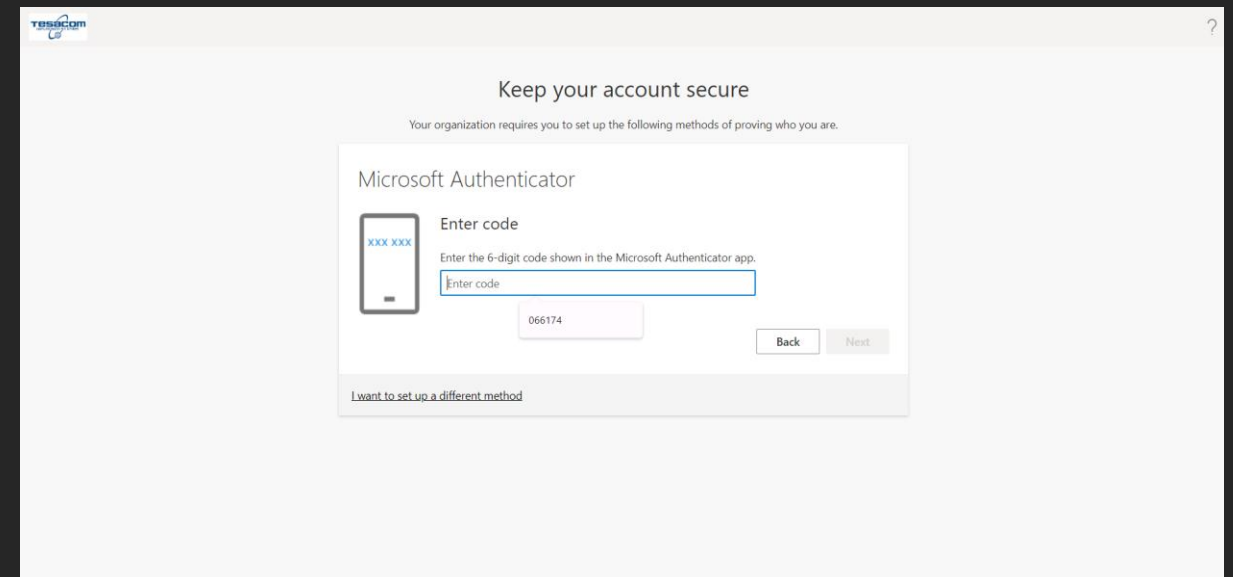 TESACOM
?
Keep your account secure
Your organization requires you to set up the following methods of proving who you are.
Microsoft Authenticator
XXX XXX
Enter code
Enter the 6-digit code shown in the Microsoft Authenticator app.
Enter code
066174
Back
Next
I want to set up a different method